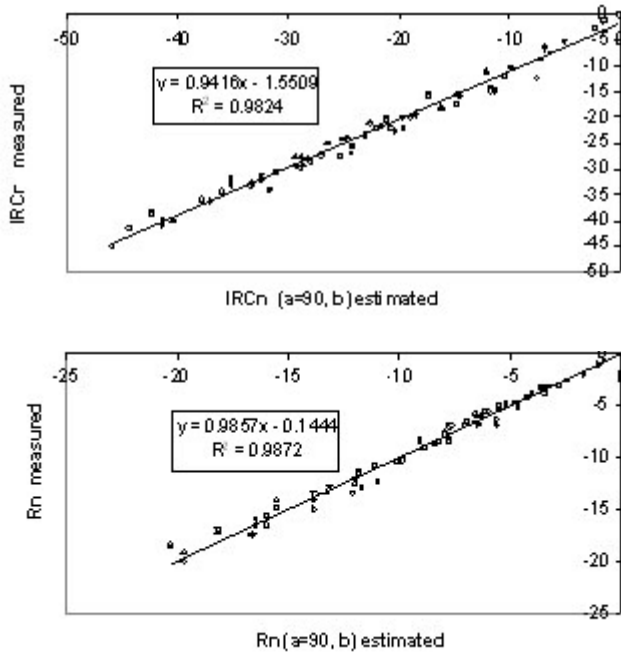 -50 -40 -30 -20 -10 0
0
-5
-10
-15
-20
-25
-30
-35
-40
-45
-50
y = 0.9416x - 1.5509
R² = 0.9824
IRCr measured
IRCn (a=90, b) estimated
-25 -20 -15 -10 -5
-5
-10
-15
-20
-25
y = 0.9857x - 0.1444
R² = 0.9872
Rn measured
Rn(a=90, b) estimated